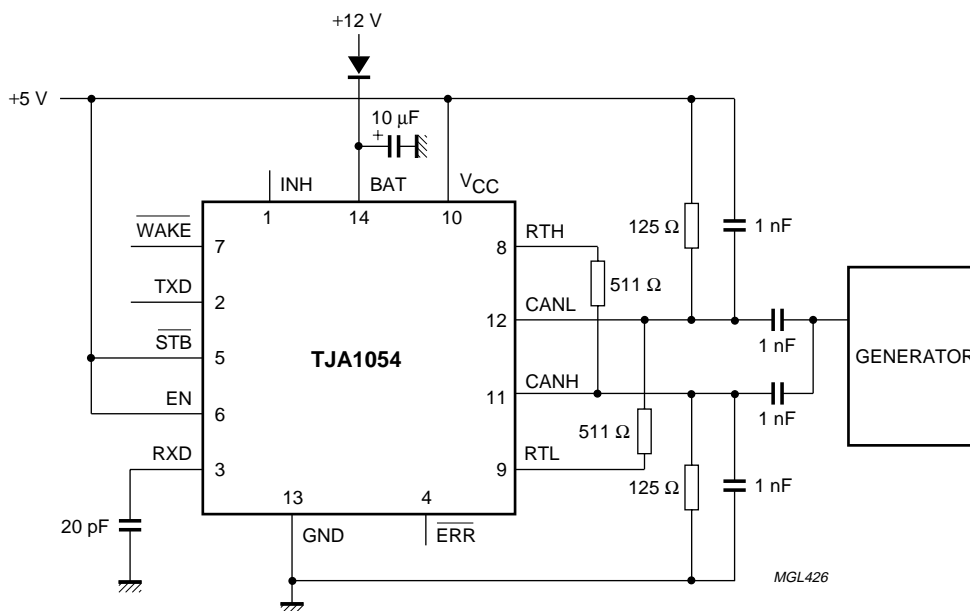 +12 V
+5 V
10 μF
+
INH
BAT
VCC
1
14
10
WAKE
7
TXD
2
STB
5
EN
6
RXD
3
TJA1054
8
RTH
12
CANL
11
CANH
9
RTL
13
GND
4
ERR
20 pF
511 Ω
511 Ω
125 Ω
1 nF
1 nF
1 nF
125 Ω
1 nF
GENERATOR
MGL426